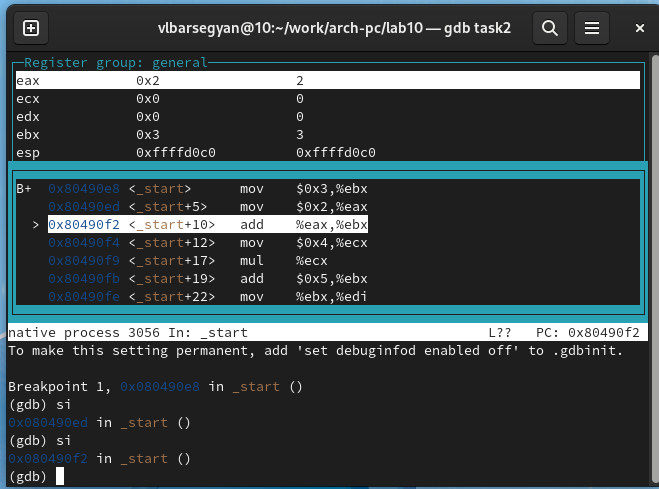 vlbarsegyan@10:~/work/arch-pc/lab10 — gdb task2
Register group: general
eax 0x2 2
ecx 0x0 0
edx 0x0 0
ebx 0x3 3
esp 0xffffd0c0 0xffffd0c0
B+ 0x80490e8 <_start> mov $0x3,%ebx
0x80490ed <_start+5> mov $0x2,%eax
> 0x80490f2 <_start+10> add %eax,%ebx
0x80490f4 <_start+12> mov $0x4,%ecx
0x80490f9 <_start+17> mul %ecx
0x80490fb <_start+19> add $0x5,%ebx
0x80490fe <_start+22> mov %ebx,%edi
native process 3056 In: _start L?? PC: 0x80490f2
To make this setting permanent, add 'set debuginfod enabled off' to .gdbinit.
Breakpoint 1, 0x080490e8 in _start ()
(gdb) si
0x080490ed in _start ()
(gdb) si
0x080490f2 in _start ()
(gdb)